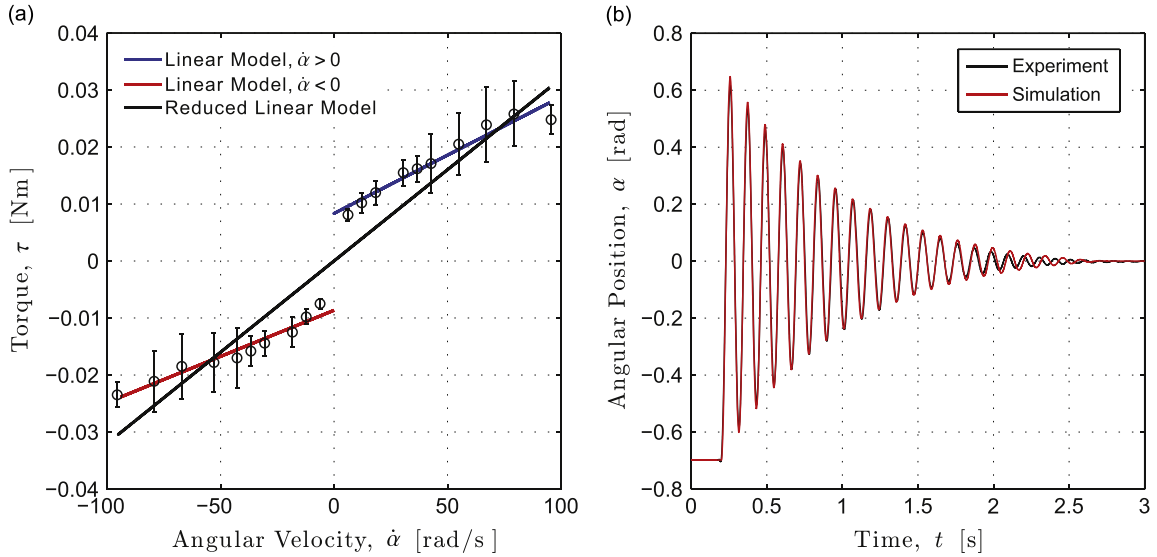 (a)
0.04
0.03
0.02
0.01
0
−0.01
−0.02
−0.03
−0.04
Torque, τ [Nm]
Linear Model, α̇ > 0
Linear Model, α̇ < 0
Reduced Linear Model
−100
−50
0
50
100
Angular Velocity, α̇ [rad/s]
(b)
0.8
0.6
0.4
0.2
0
−0.2
−0.4
−0.6
−0.8
Angular Position, α [rad]
Experiment
Simulation
0
0.5
1
1.5
2
2.5
3
Time, t [s]